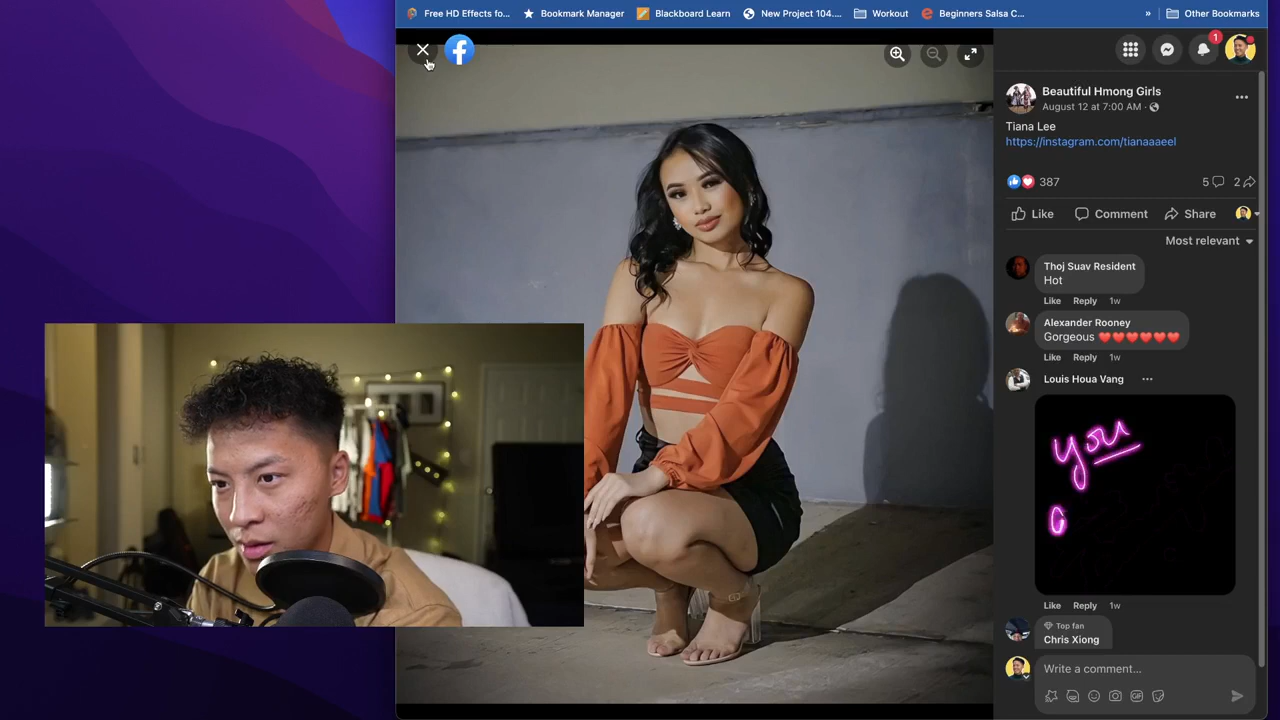 Free HD Effects fo...
Bookmark Manager
Blackboard Learn
New Project 104....
Workout
Beginners Salsa C...
»
Other Bookmarks
1
Beautiful Hmong Girls
August 12 at 7:00 AM ·
Tiana Lee
https://instagram.com/tianaaaeel
387
5
2
Like
Comment
Share
Most relevant
Thoj Suav Resident
Hot
Like Reply 1w
Alexander Rooney
Gorgeous ❤️❤️❤️❤️❤️❤️
Like Reply 1w
Louis Houa Vang
you
Like Reply 1w
Top fan
Chris Xiong
Write a comment...
GIF